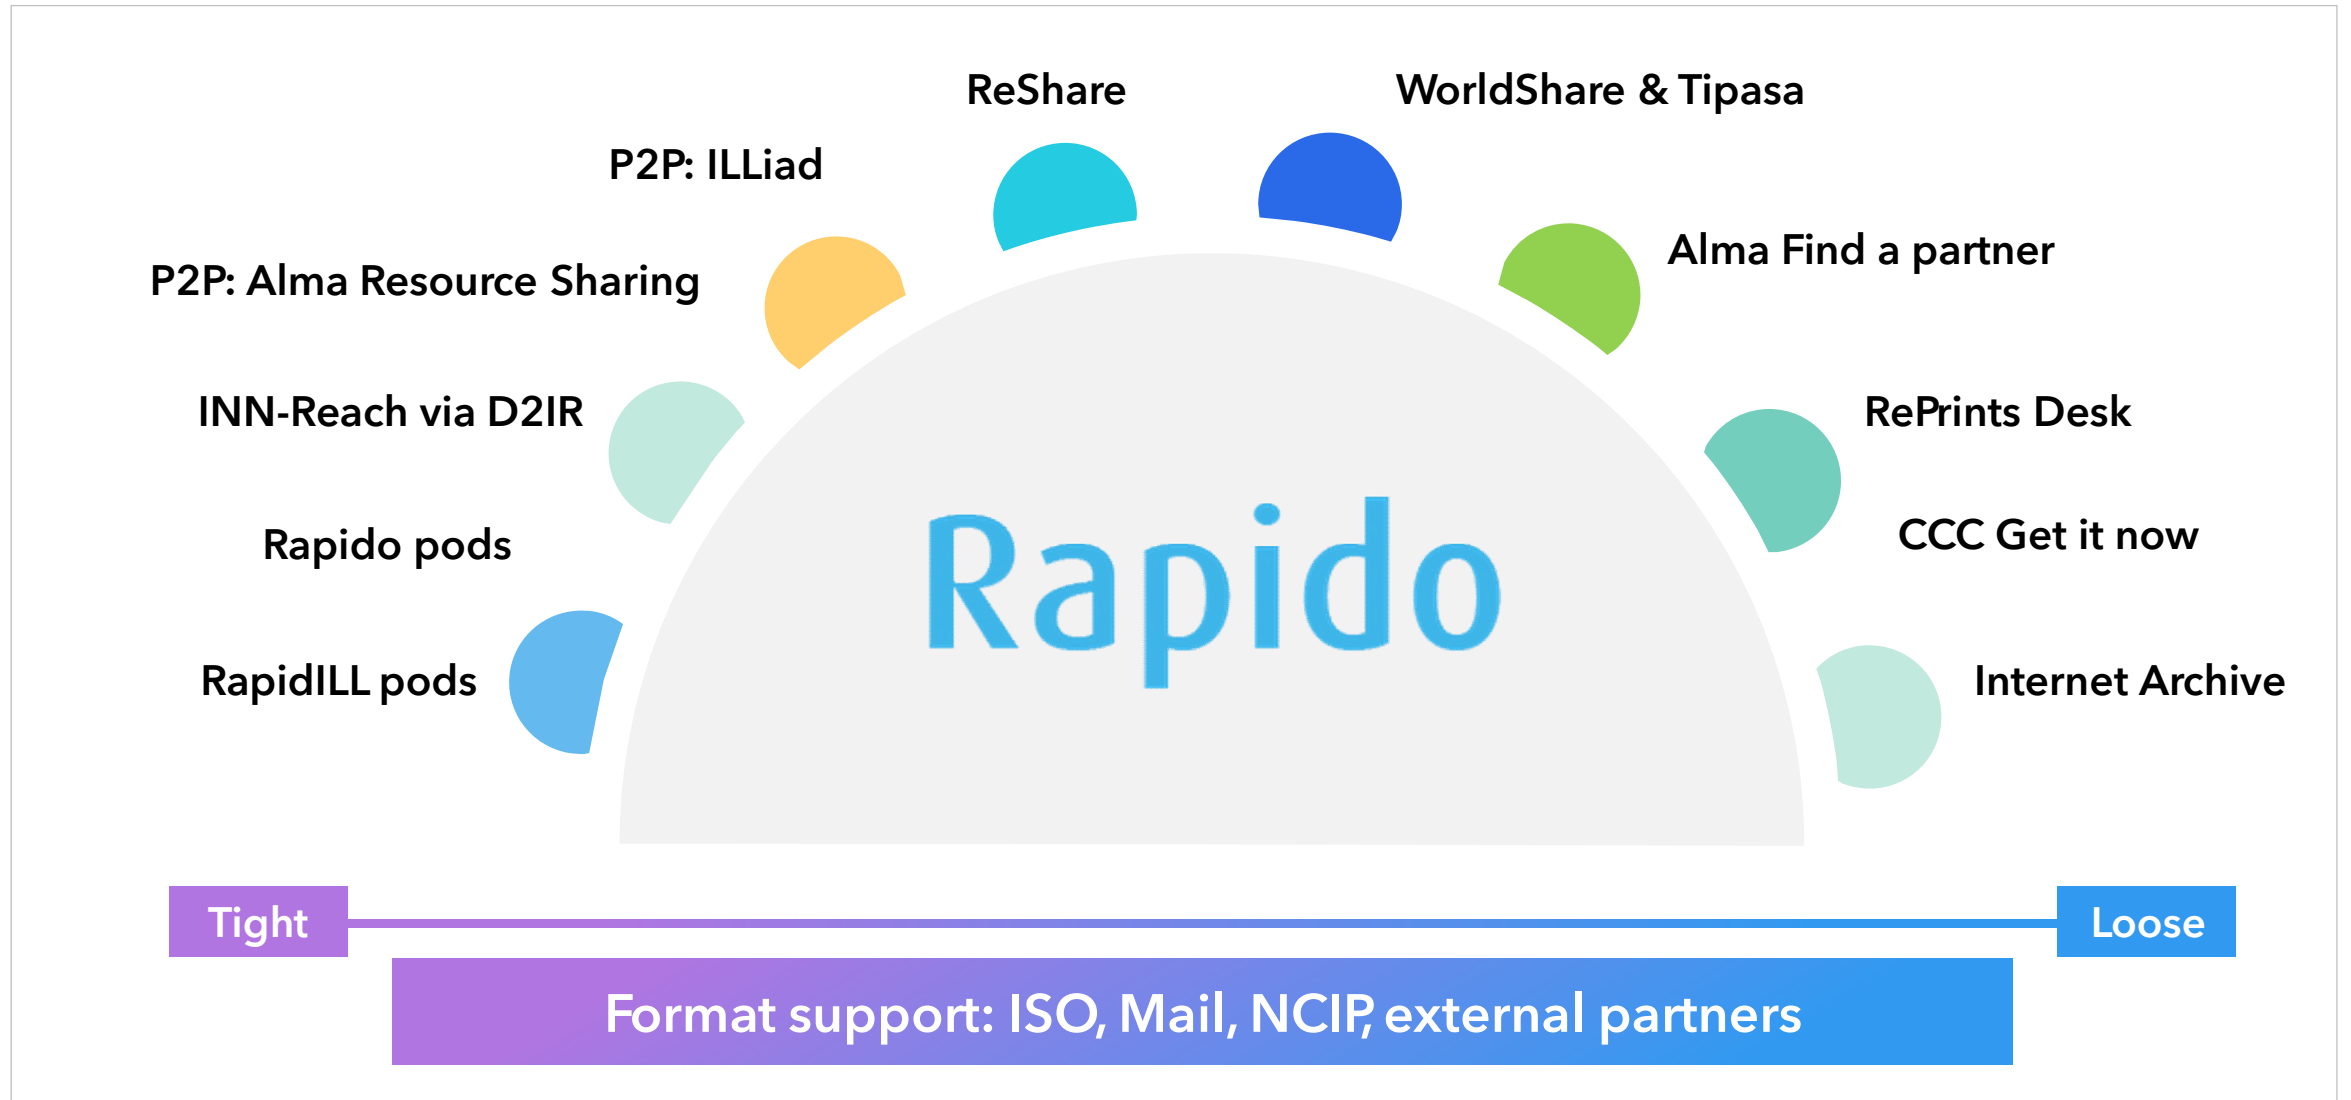 ReShare
WorldShare & Tipasa
P2P: ILLiad
Alma Find a partner
P2P: Alma Resource Sharing
INN-Reach via D2IR
RePrints Desk
Rapido pods
CCC Get it now
Rapido
RapidILL pods
Internet Archive
Tight
Loose
Format support: ISO, Mail, NCIP, external partners